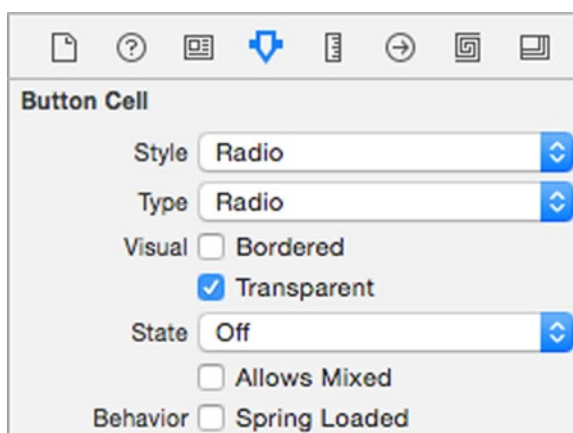 Button Cell
Style Radio
Type Radio
Visual Bordered
Transparent
State Off
Allows Mixed
Behavior Spring Loaded